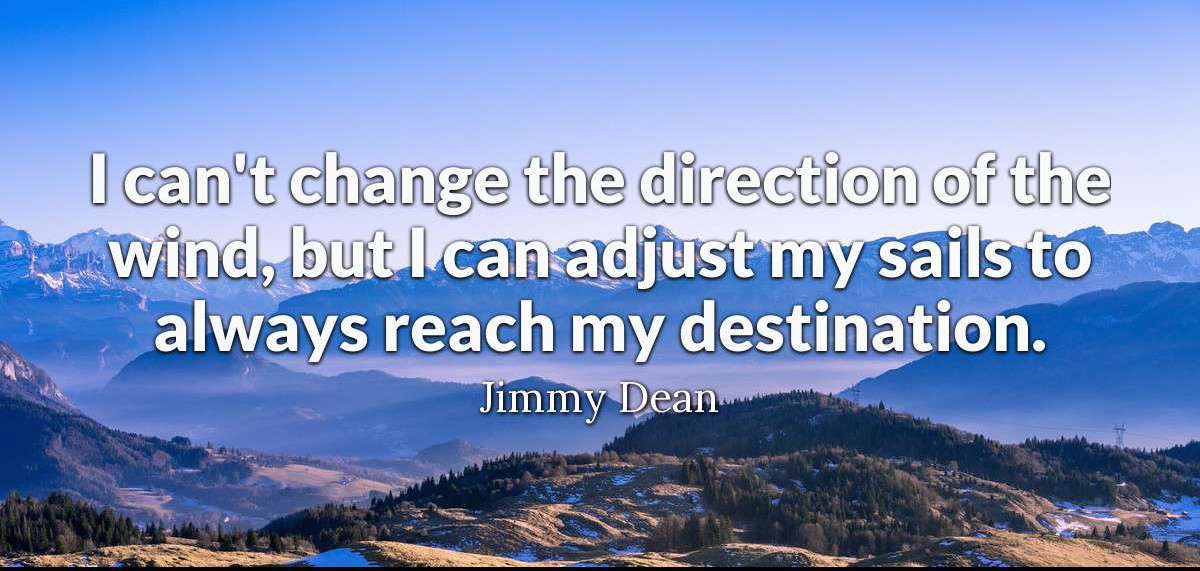 I can't change the direction of the
wind, but I can adjust my sails to
always reach my destination.
Jimmy Dean